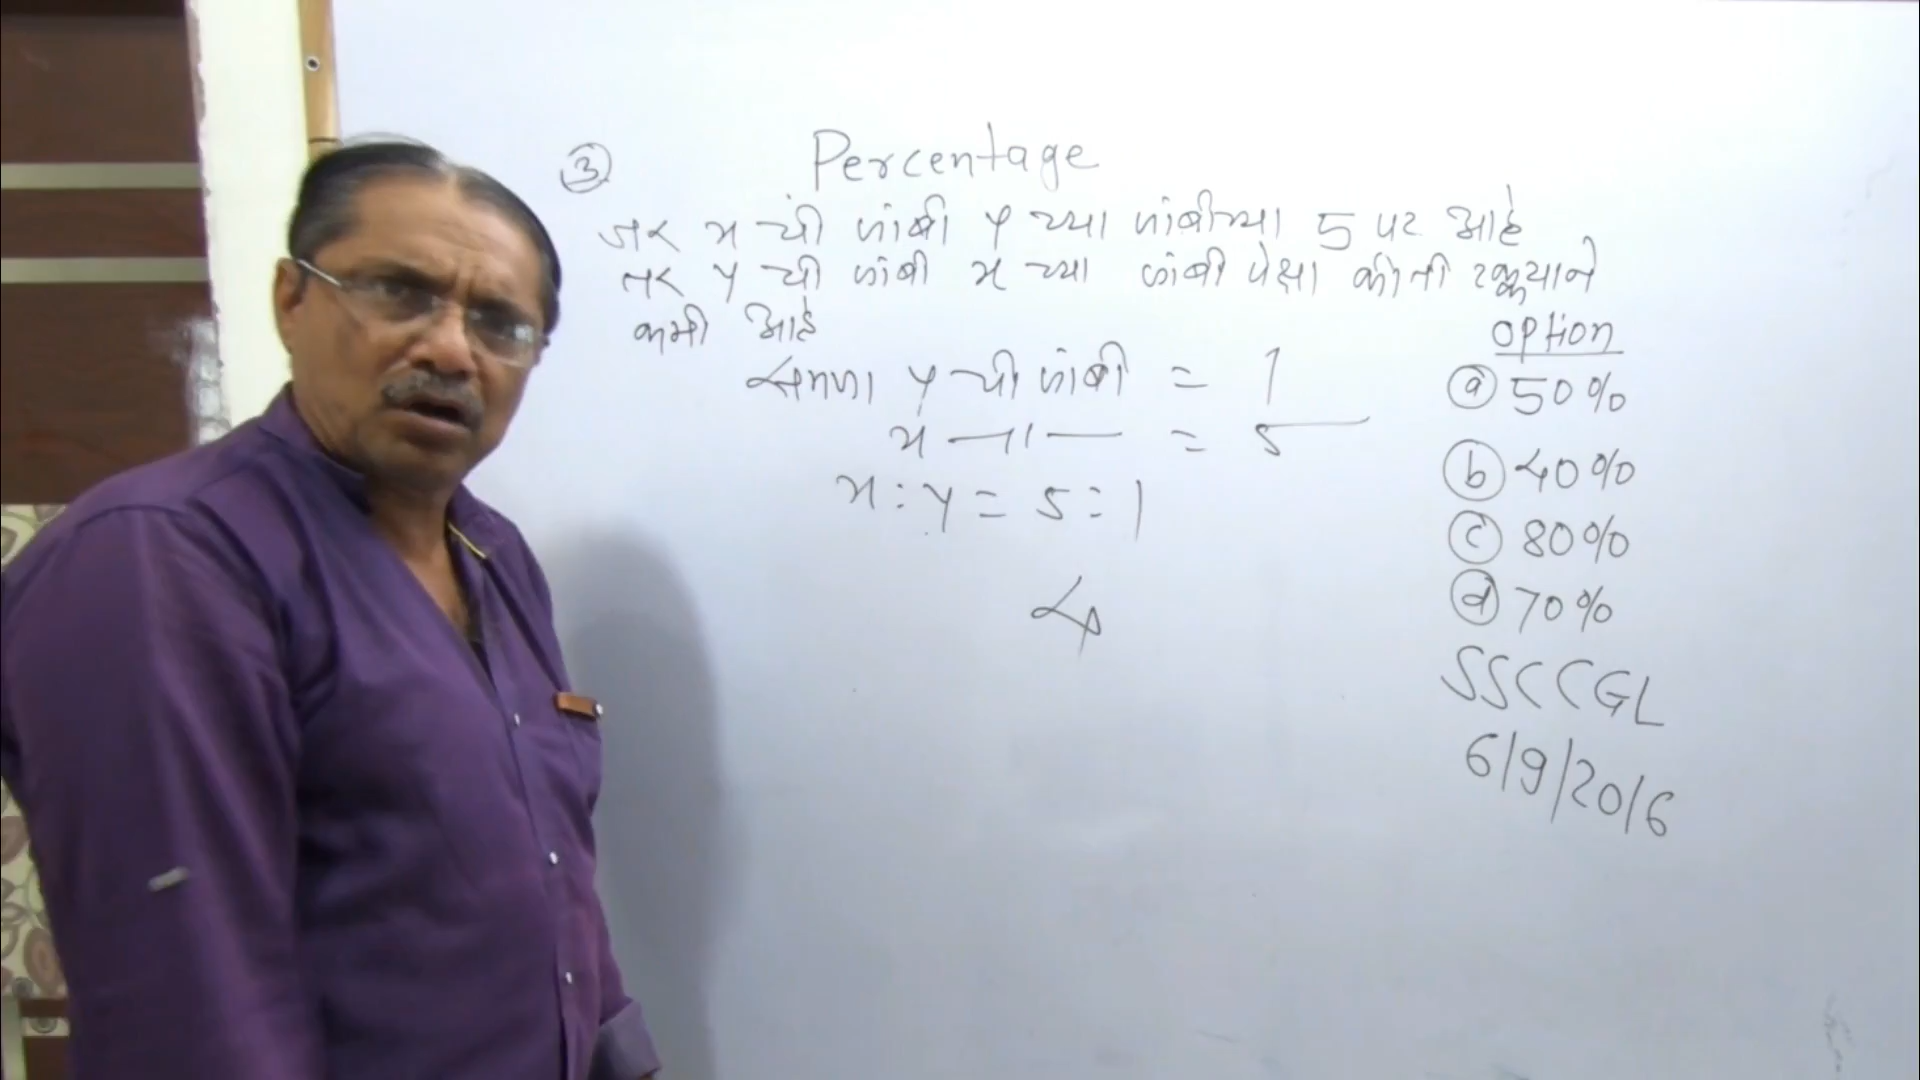 ③ Percentage
जर x ची लांबी y च्या लांबीच्या 5 पट आहे
तर y ची लांबी x च्या लांबी पेक्षा किती टक्क्याने
कमी आहे
समजा y ची लांबी = 1
x —〃— = 5
x : y = 5 : 1
4
option
ⓐ 50%
ⓑ 40%
ⓒ 80%
ⓓ 70%
SSC CGL
6/9/2016